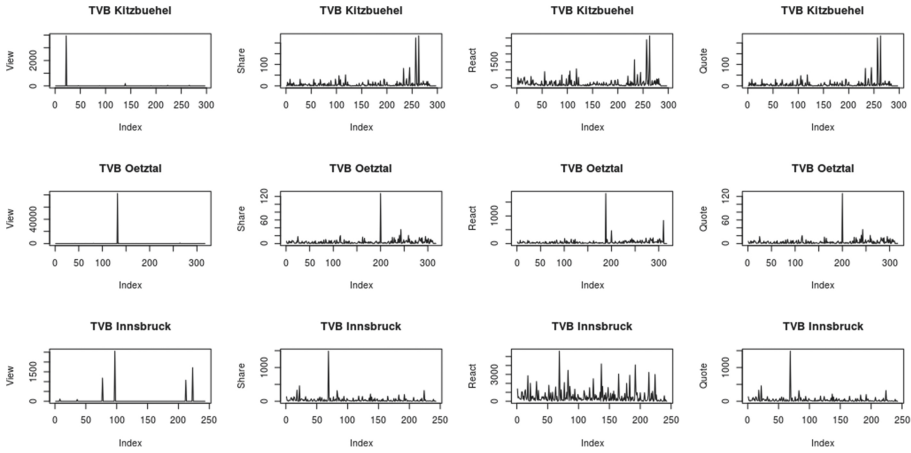 TVB Kitzbuehel TVB Kitzbuehel TVB Kitzbuehel TVB Kitzbuehel
View 0 2000 Share 0 100 React 0 1500 Quote 0 100
0 50 100 150 200 250 300 0 50 100 150 200 250 300 0 50 100 150 200 250 300 0 50 100 150 200 250 300
Index Index Index Index
TVB Oetztal TVB Oetztal TVB Oetztal TVB Oetztal
View 0 40000 Share 0 60 120 React 0 1000 Quote 0 60 120
0 50 100 200 300 0 50 100 200 300 0 50 100 200 300 0 50 100 200 300
Index Index Index Index
TVB Innsbruck TVB Innsbruck TVB Innsbruck TVB Innsbruck
View 0 1500 Share 0 1000 React 0 3000 Quote 0 1000
0 50 100 150 200 250 0 50 100 150 200 250 0 50 100 150 200 250 0 50 100 150 200 250
Index Index Index Index